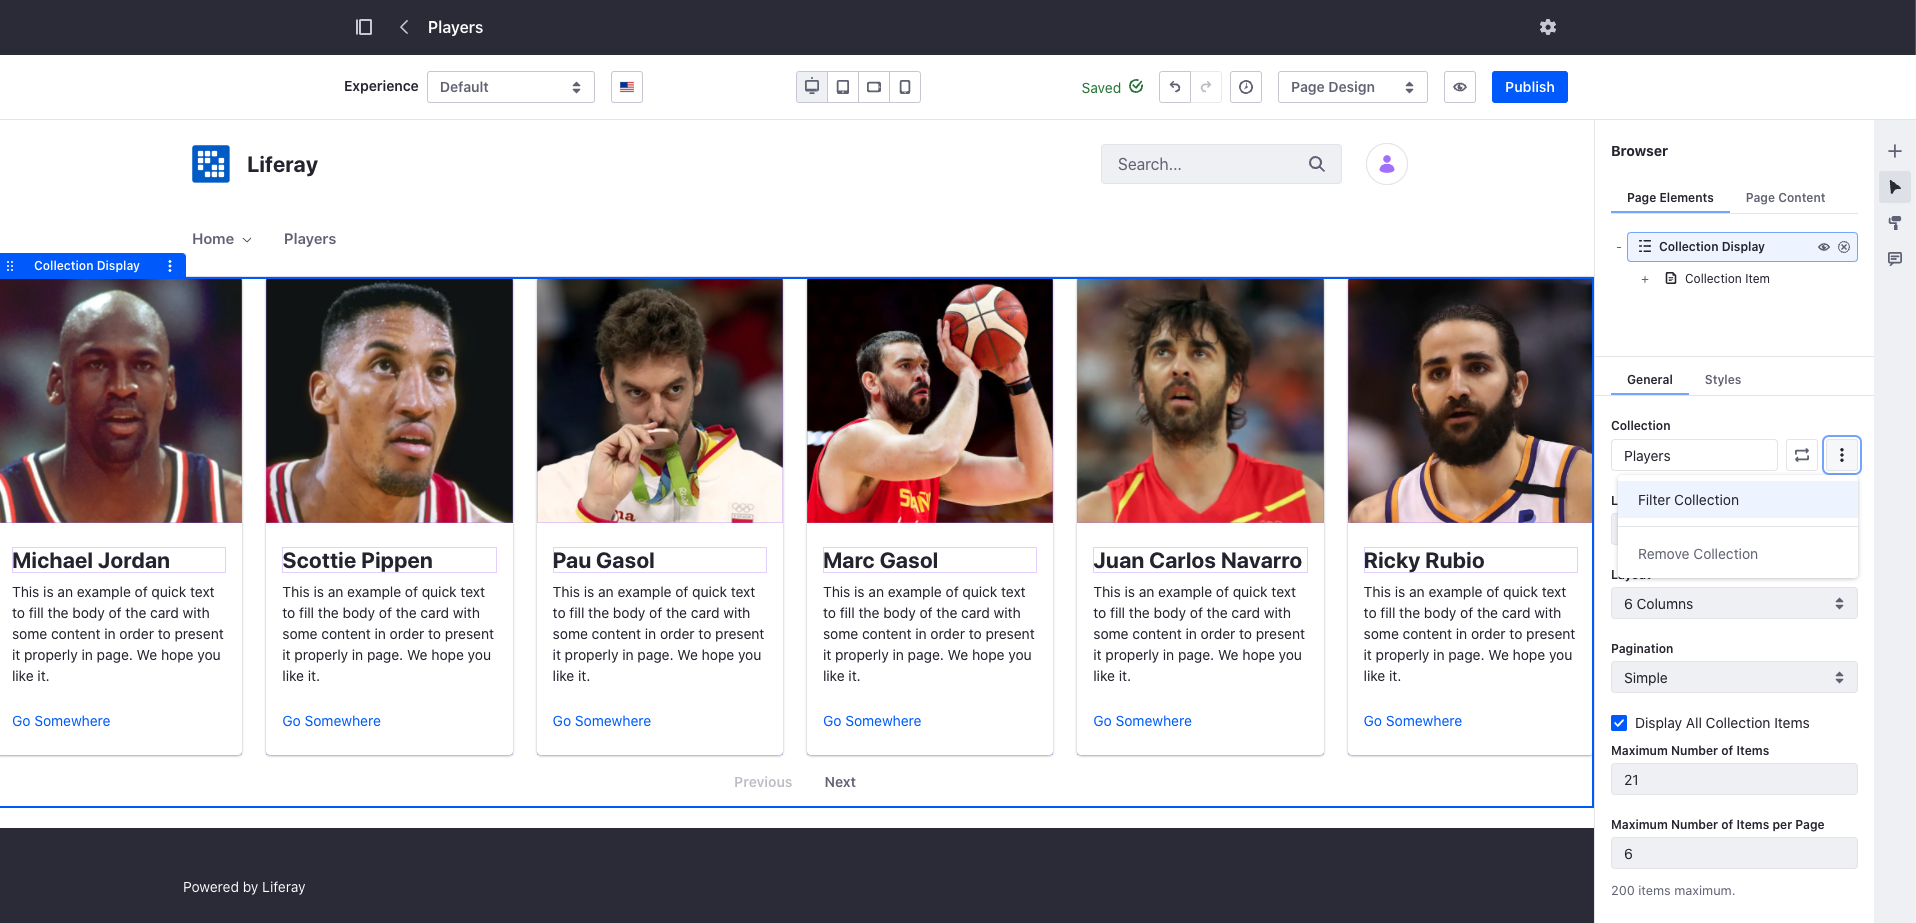 Players
Experience
Default
Saved
Page Design
Publish
Liferay
Search...
Home
Players
Collection Display
Michael Jordan
This is an example of quick text
to fill the body of the card with
some content in order to present
it properly in page. We hope you
like it.
Go Somewhere
Scottie Pippen
This is an example of quick text
to fill the body of the card with
some content in order to present
it properly in page. We hope you
like it.
Go Somewhere
na
Pau Gasol
This is an example of quick text
to fill the body of the card with
some content in order to present
it properly in page. We hope you
like it.
Go Somewhere
Marc Gasol
This is an example of quick text
to fill the body of the card with
some content in order to present
it properly in page. We hope you
like it.
Go Somewhere
Juan Carlos Navarro
This is an example of quick text
to fill the body of the card with
some content in order to present
it properly in page. We hope you
like it.
Go Somewhere
Ricky Rubio
This is an example of quick text
to fill the body of the card with
some content in order to present
it properly in page. We hope you
like it.
Go Somewhere
Previous
Next
Powered by Liferay
Browser
Page Elements
Page Content
Collection Display
Collection Item
General
Styles
Collection
Players
Filter Collection
Remove Collection
Layout
6 Columns
Pagination
Simple
Display All Collection Items
Maximum Number of Items
21
Maximum Number of Items per Page
6
200 items maximum.